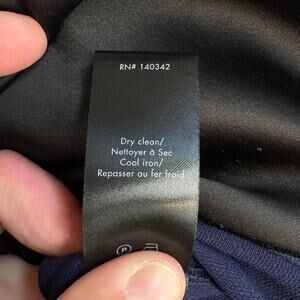 RN# 140342
Dry clean/
Nettoyer à Sec
Cool iron/
Repasser au fer froid
P